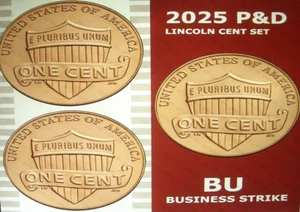 UNITED STATES OF AMERICA
E PLURIBUS UNUM
ONE CENT
UNITED STATES OF AMERICA
E PLURIBUS UNUM
ONE CENT
2025 P&D
LINCOLN CENT SET
UNITED STATES OF AMERICA
E PLURIBUS UNUM
ONE CENT
BU
BUSINESS STRIKE